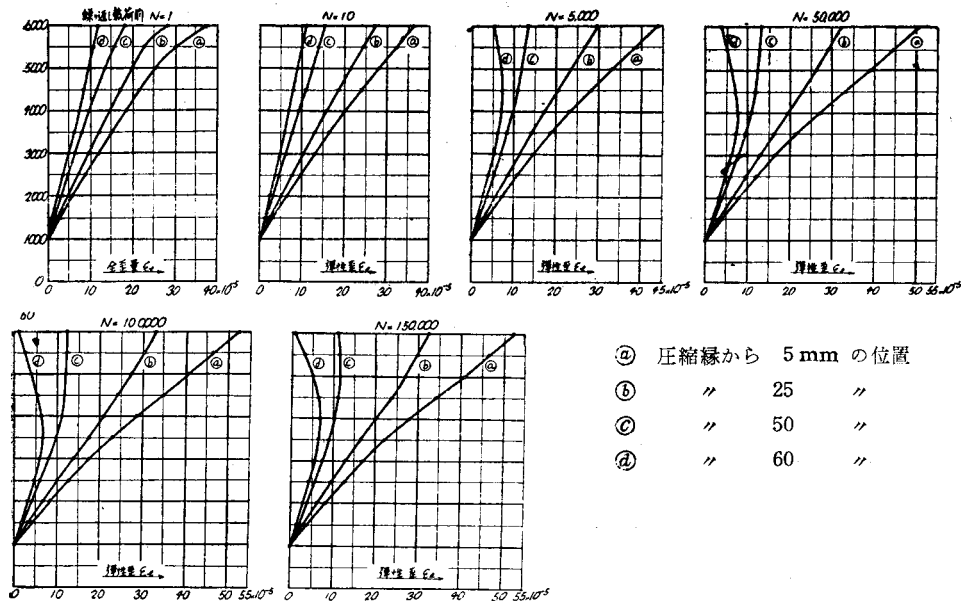 繰り返し載荷回 N=1
N=10
N=5,000
N=50,000
6000
5000
4000
3000
2000
1000
0
ⓓ ⓒ ⓑ ⓐ
ⓓ ⓒ ⓑ ⓐ
ⓓ ⓒ ⓑ ⓐ
ⓓ ⓒ ⓑ ⓐ
全歪量 εe
弾性歪 εe
弾性歪 εe
弾性歪 εe
0 10 20 30 40×10⁻⁵
0 10 20 30 40×10⁻⁵
0 10 20 30 40 45×10⁻⁵
0 10 20 30 40 50 55×10⁻⁵
N=100,000
N=150,000
ⓓ ⓒ ⓑ ⓐ
ⓓ ⓒ ⓑ ⓐ
弾性歪 εe
弾性歪 εe
0 10 20 30 40 50 55×10⁻⁵
0 10 20 30 40 50 55×10⁻⁵
ⓐ 圧縮縁から 5mm の位置
ⓑ 〃 25 〃
ⓒ 〃 50 〃
ⓓ 〃 60 〃